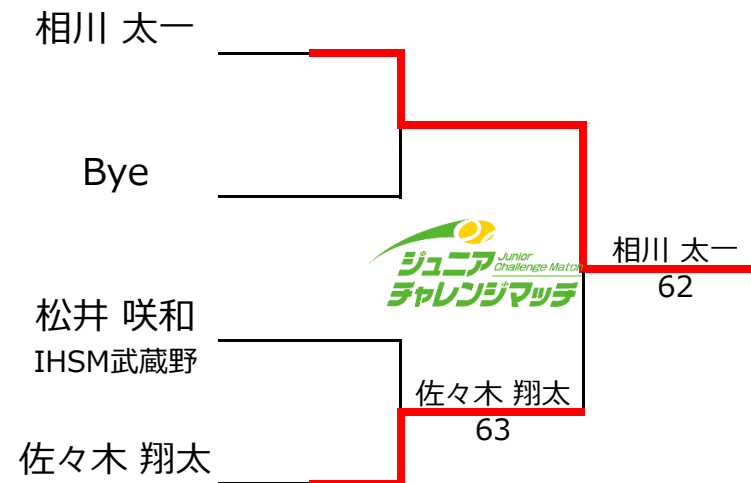 相川 太一
Bye
ジュニア Junior Challenge Match
チャレンジマッチ
相川 太一
62
松井 咲和
IHSM武蔵野
佐々木 翔太
63
佐々木 翔太